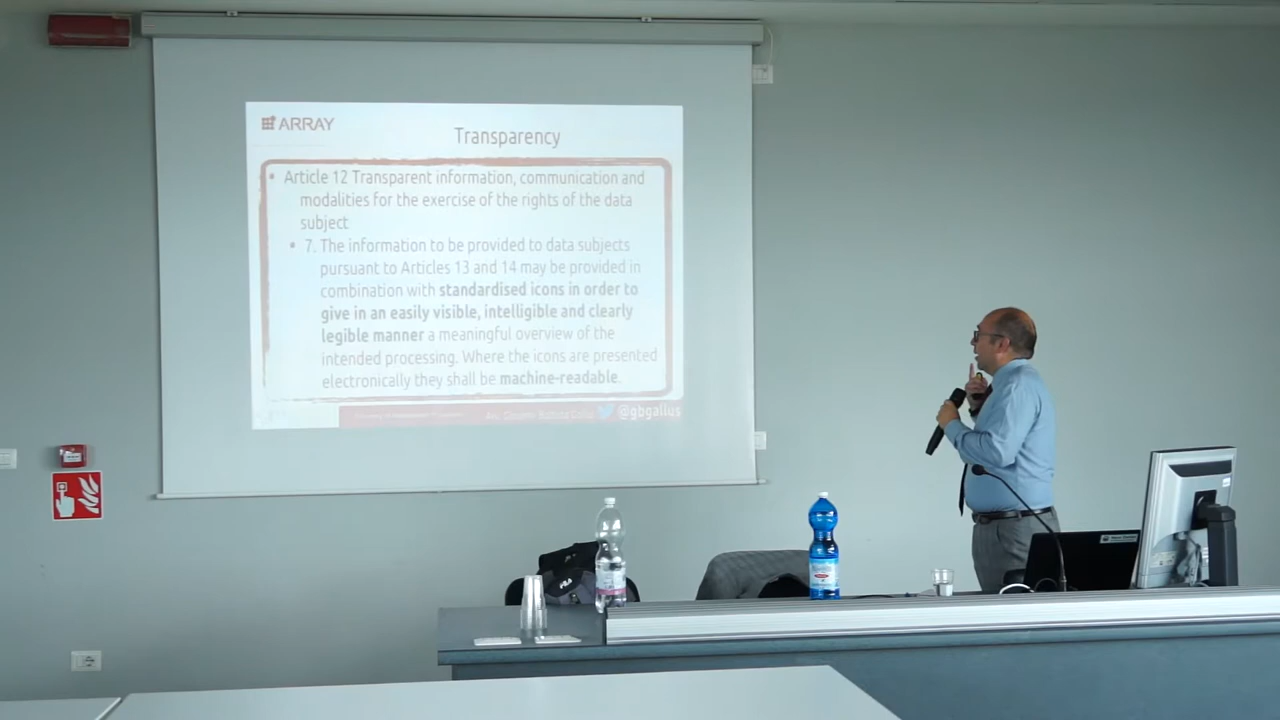 ARRAY
Transparency
• Article 12 Transparent information, communication and
modalities for the exercise of the rights of the data
subject
• 7. The information to be provided to data subjects
pursuant to Articles 13 and 14 may be provided in
combination with standardised icons in order to
give in an easily visible, intelligible and clearly
legible manner a meaningful overview of the
intended processing. Where the icons are presented
electronically they shall be machine-readable.
@gbgallus
FILA